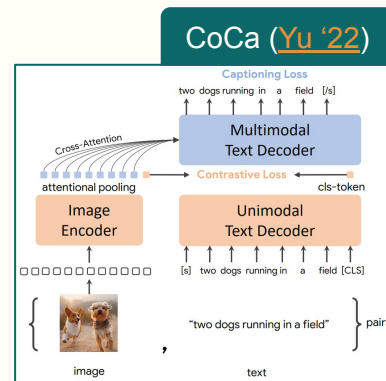 CoCa (Yu ‘22)
Captioning Loss
two dogs running in a field [/s]
Multimodal
Text Decoder
Cross-Attention
attentional pooling
Contrastive Loss
cls-token
Image
Encoder
Unimodal
Text Decoder
[s] two dogs running in a field [CLS]
“two dogs running in a field”
pairs
,
image
text